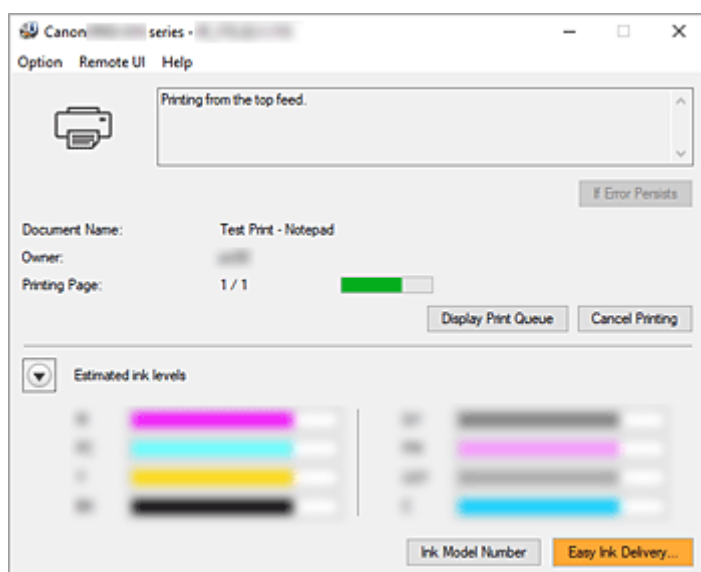 Canon series -
Option Remote UI Help
Printing from the top feed.
If Error Persists
Document Name: Test Print - Notepad
Owner:
Printing Page: 1 / 1
Display Print Queue Cancel Printing
Estimated ink levels
Ink Model Number Easy Ink Delivery...